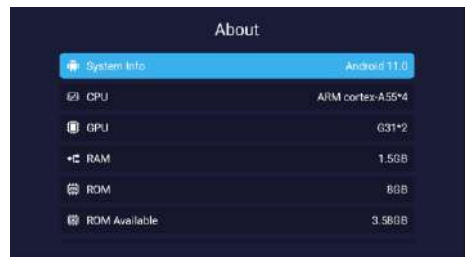 About
System Info Android 11.0
CPU ARM cortex-A55*4
GPU G31*2
RAM 1.5GB
ROM 8GB
ROM Available 3.58GB